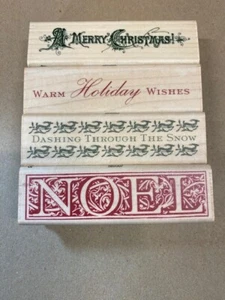 A Merry Christmas!
Warm Holiday Wishes
Dashing Through The Snow
NOEL